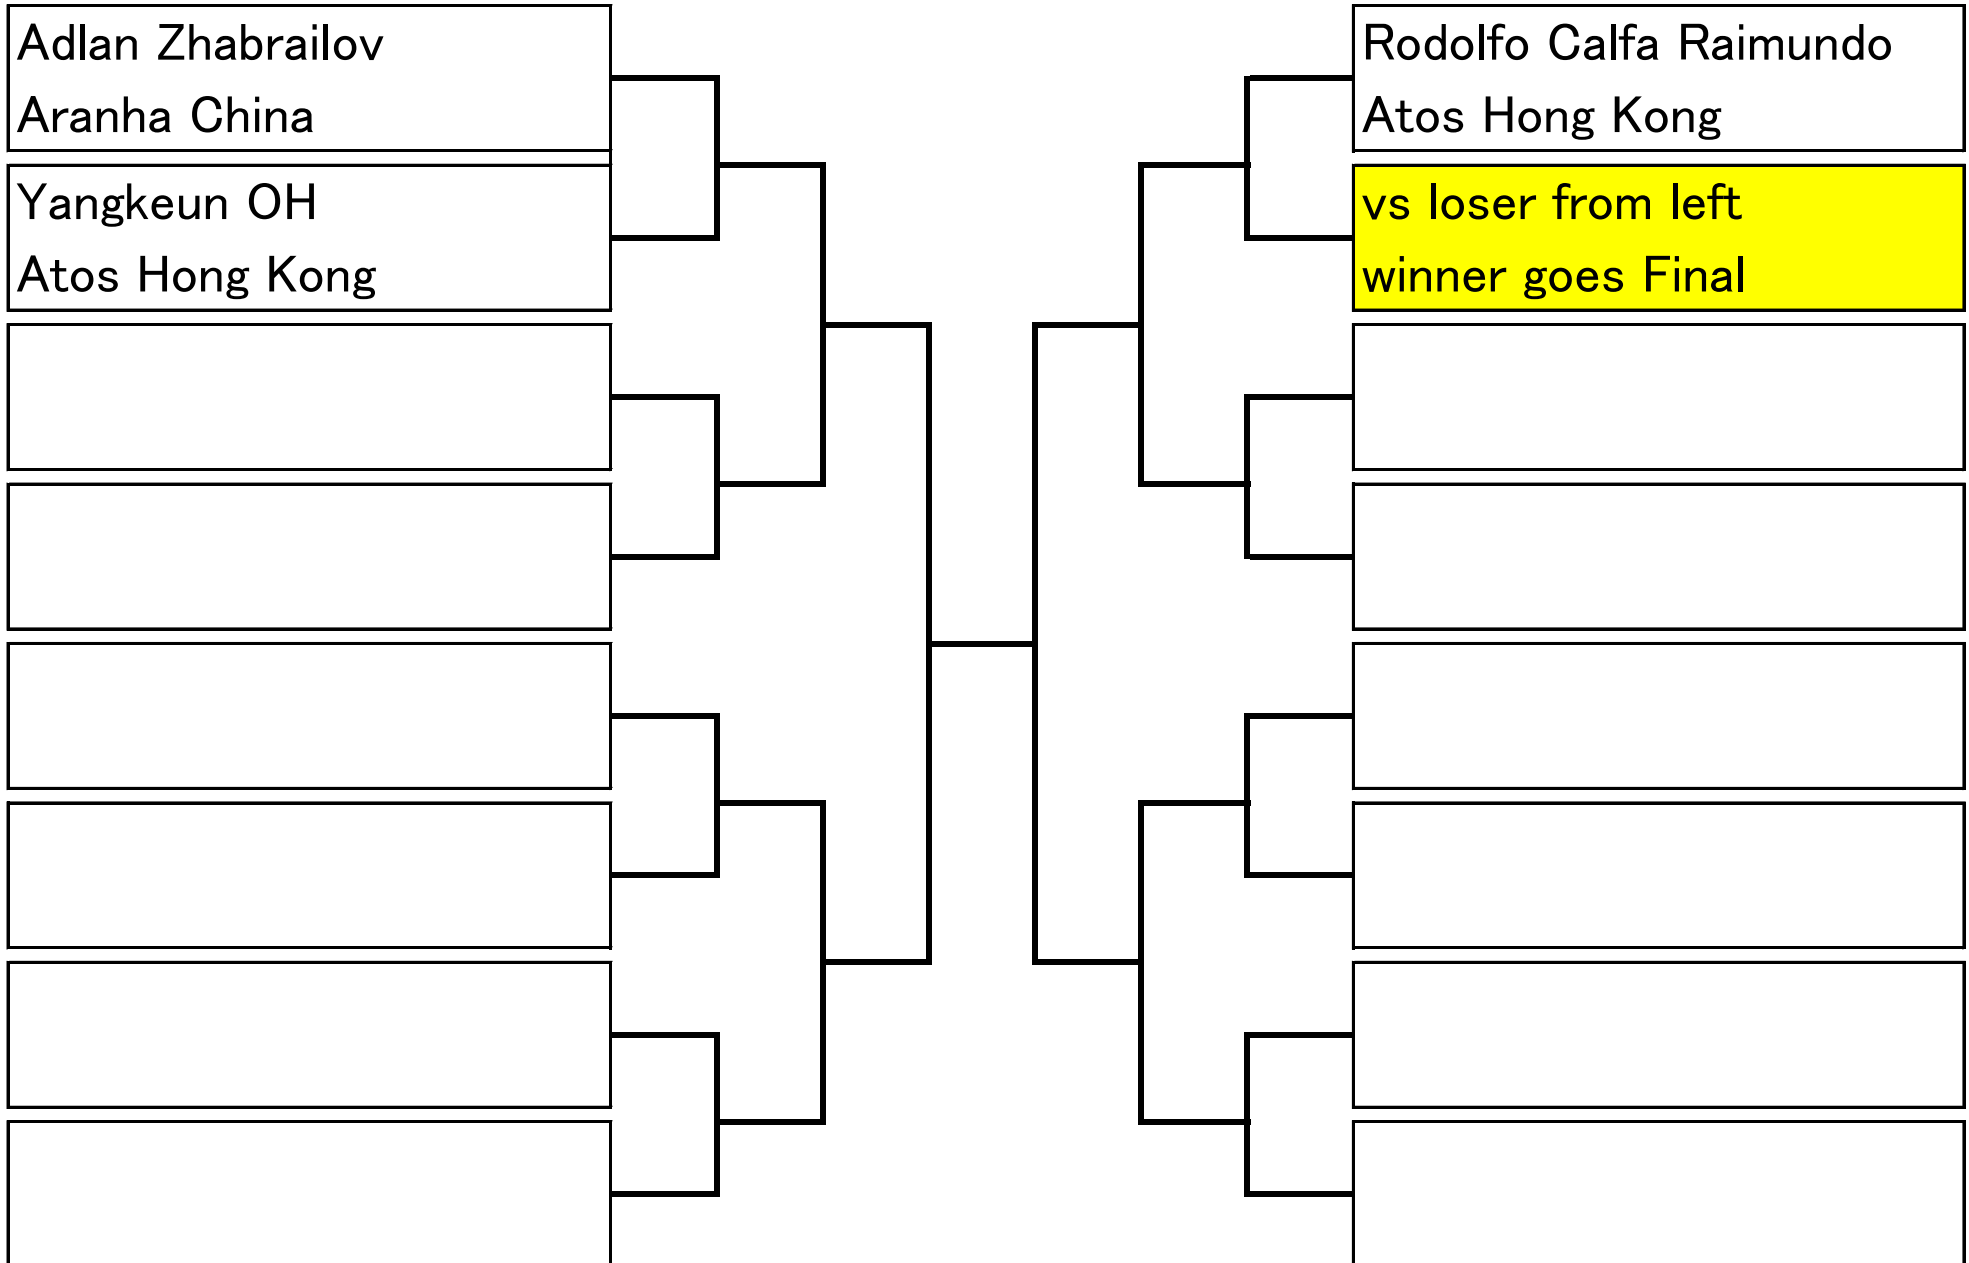 Adlan Zhabrailov
Aranha China
Yangkeun OH
Atos Hong Kong
Rodolfo Calfa Raimundo
Atos Hong Kong
vs loser from left
winner goes Final